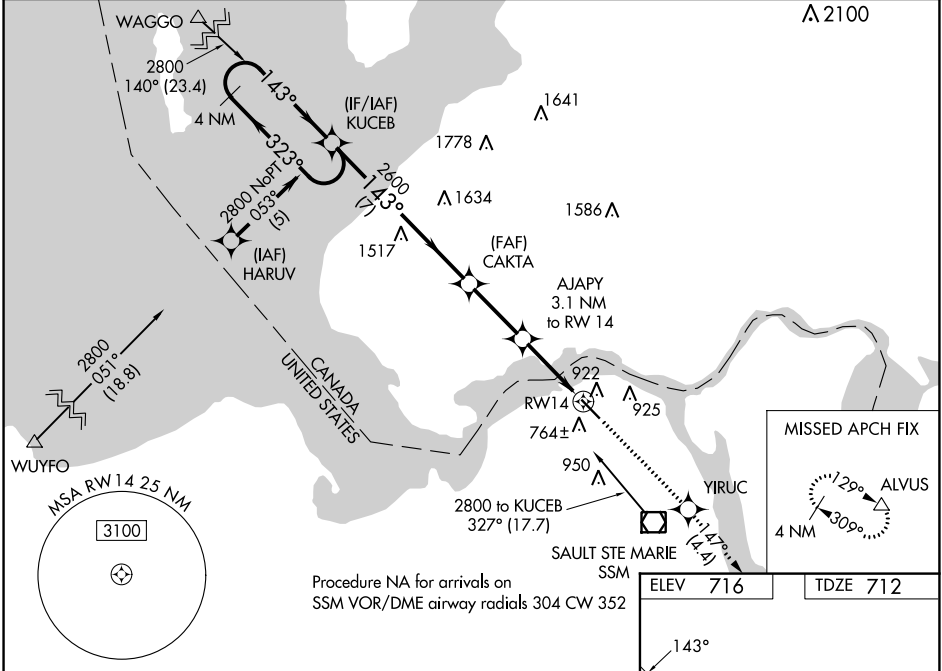 WAGGO
2100
2800
140° (23.4)
143°
4 NM
(IF/IAF)
KUCEB
1641
1778
323°
2800 NoPT
053°
(5)
2600
143°
(7)
1634
1586
1517
(IAF)
HARUV
(FAF)
CAKTA
AJAPY
3.1 NM
to RW 14
2800
051°
(18.8)
CANADA
UNITED STATES
922
RW14
925
764±
WUYFO
950
MISSED APCH FIX
129°
ALVUS
4 NM
309°
MSA RW14 25 NM
3100
2800 to KUCEB
327° (17.7)
YIRUC
147°
(4.4)
SAULT STE MARIE
SSM
Procedure NA for arrivals on
SSM VOR/DME airway radials 304 CW 352
ELEV 716
TDZE 712
143°